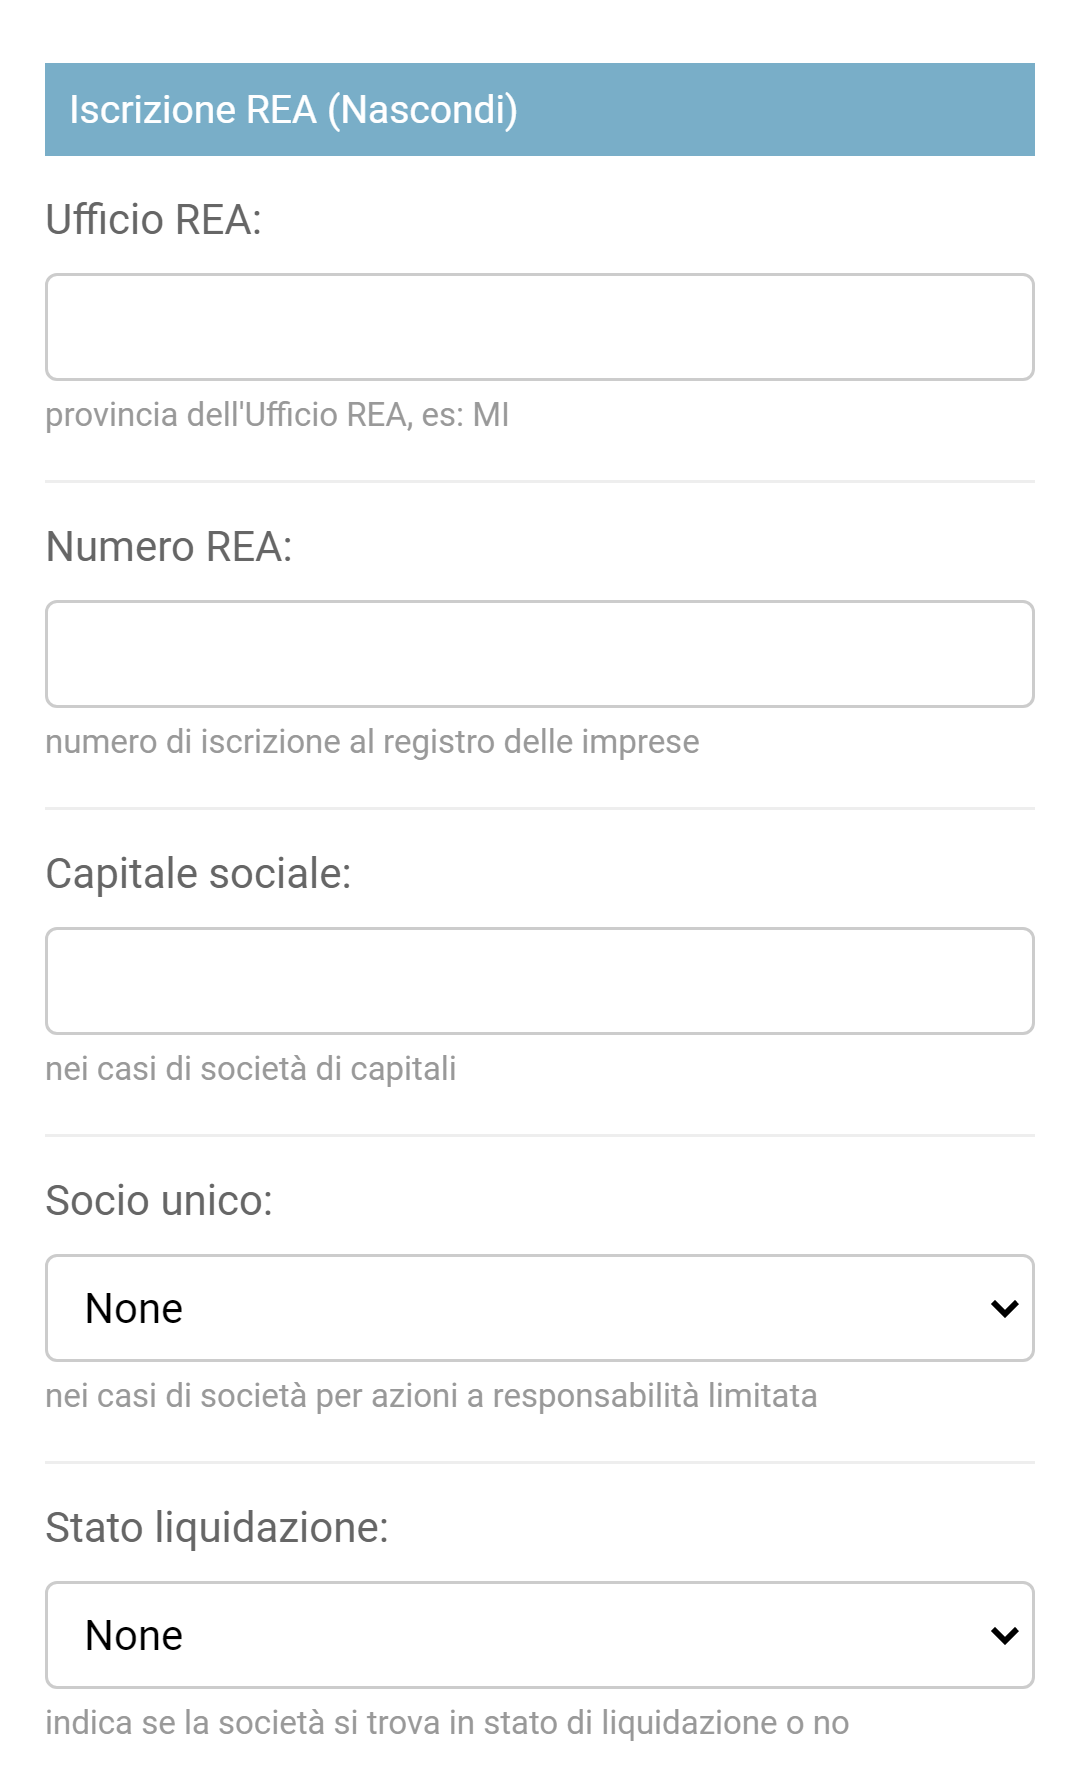 Iscrizione REA (Nascondi)
Ufficio REA:
provincia dell'Ufficio REA, es: MI
Numero REA:
numero di iscrizione al registro delle imprese
Capitale sociale:
nei casi di società di capitali
Socio unico:
None
nei casi di società per azioni a responsabilità limitata
Stato liquidazione:
None
indica se la società si trova in stato di liquidazione o no